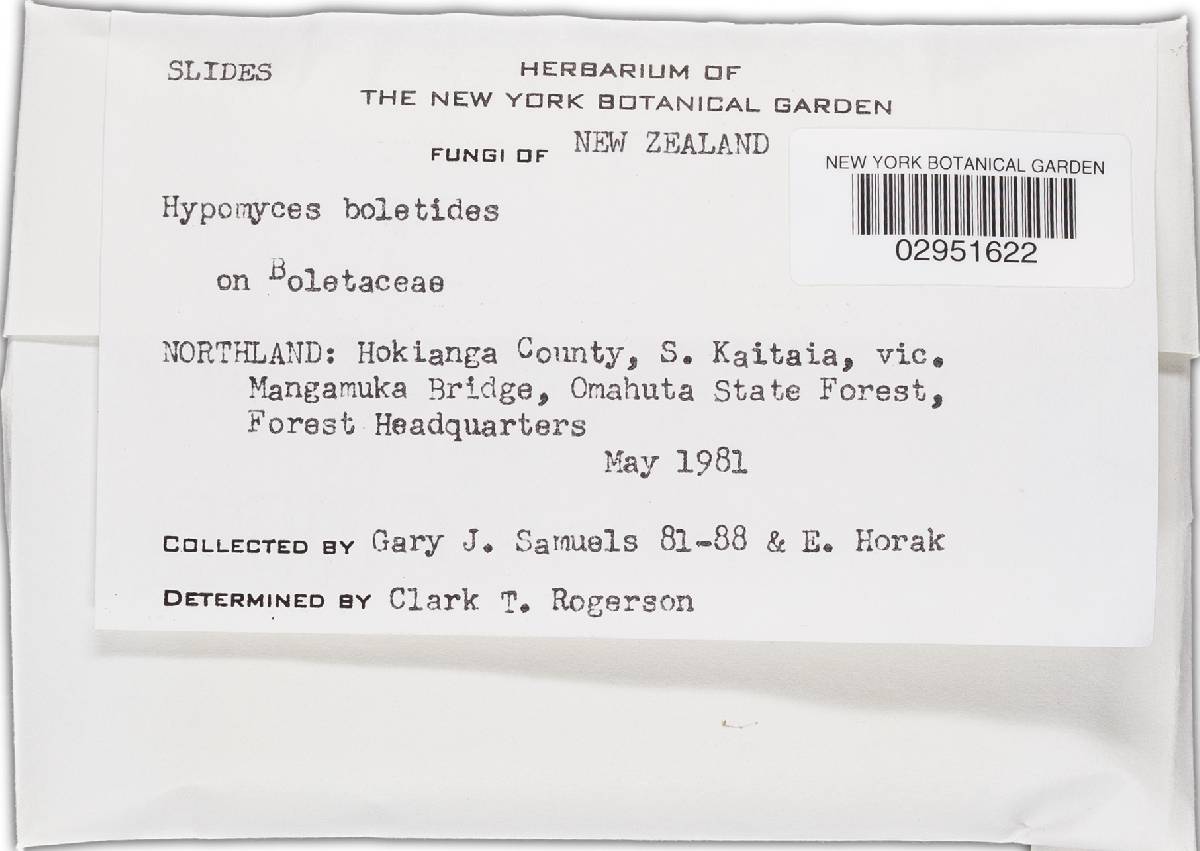 SLIDES
HERBARIUM OF
THE NEW YORK BOTANICAL GARDEN
FUNGI OF NEW ZEALAND
NEW YORK BOTANICAL GARDEN
02951622
Hypomyces boletides
on Boletaceae
NORTHLAND: Hokianga County, S. Kaitaia, vic.
Mangamuka Bridge, Omahuta State Forest,
Forest Headquarters
May 1981
COLLECTED BY Gary J. Samuels 81-88 & E. Horak
DETERMINED BY Clark T. Rogerson